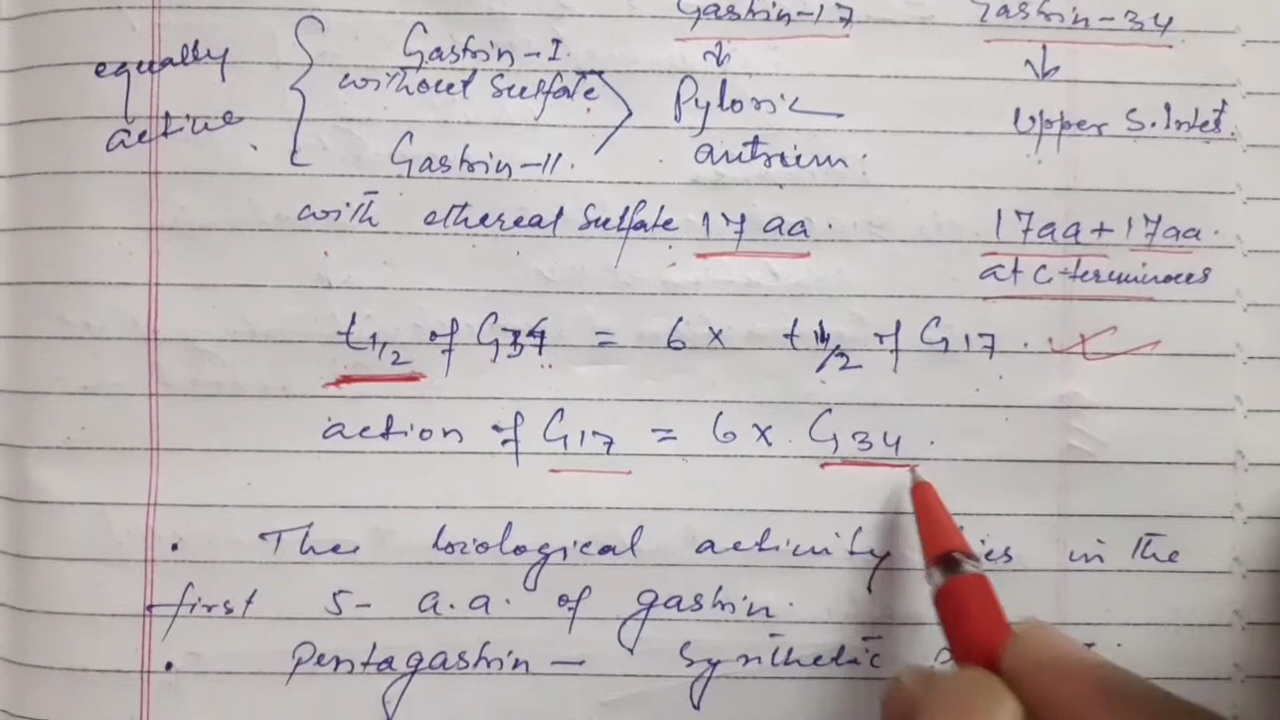 Gastrin-17 Gastrin-34
equally
active
Gastrin-I.
without sulfate
Gastrin-II.
with ethereal sulfate
Pyloric
antrum.
17 aa.
Upper S. Intest.
17aa+17aa.
at C-terminous
t1/2 of G34 = 6 x t1/2 of G17.
action of G17 = 6 x. G34.
. The biological activity in the
first 5- a.a. of gastrin.
. Pentagastrin - Synthetic